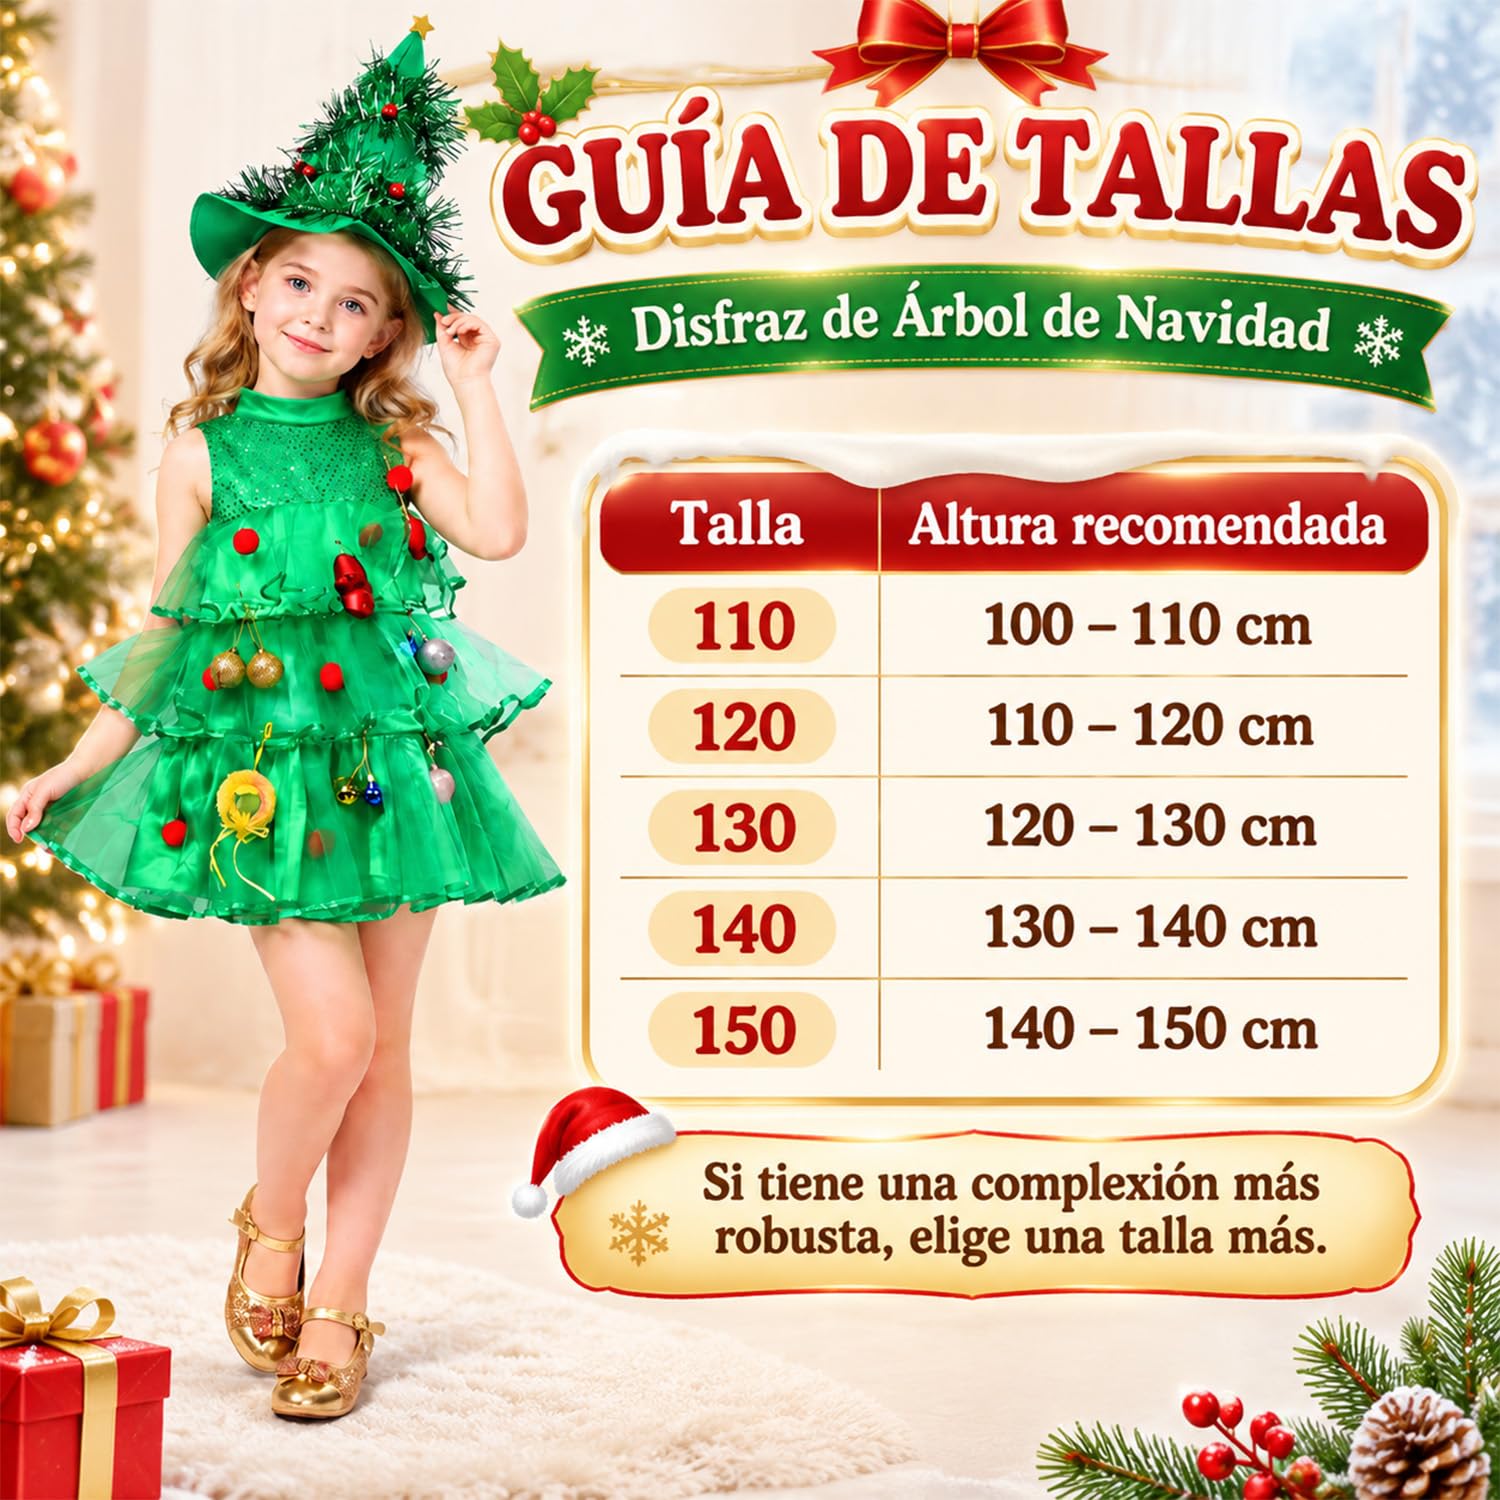 GUÍA DE TALLAS
Disfraz de Árbol de Navidad
Talla Altura recomendada
110 100 – 110 cm
120 110 – 120 cm
130 120 – 130 cm
140 130 – 140 cm
150 140 – 150 cm
Si tiene una complexión más
robusta, elige una talla más.